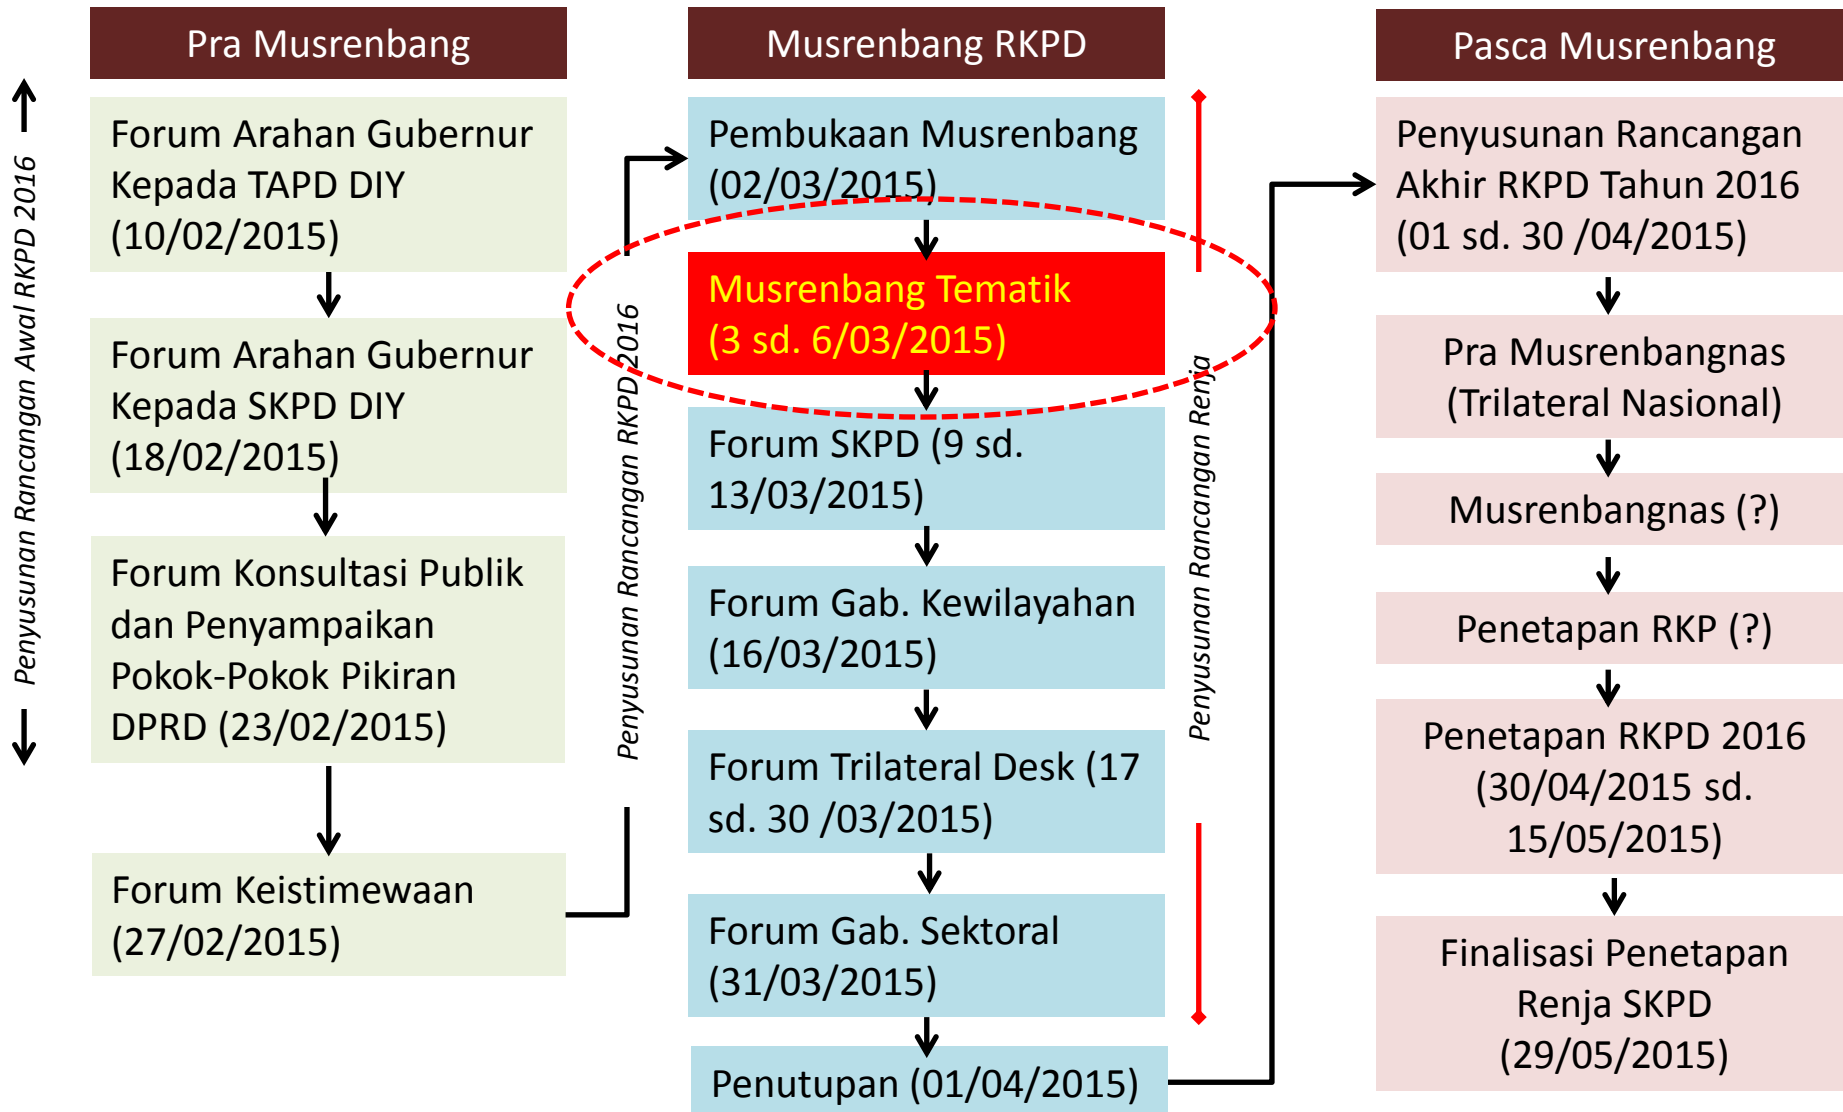 Pra Musrenbang
Penyusunan Rancangan Awal RKPD 2016
Forum Arahan Gubernur
Kepada TAPD DIY
(10/02/2015)
Forum Arahan Gubernur
Kepada SKPD DIY
(18/02/2015)
Forum Konsultasi Publik
dan Penyampaikan
Pokok-Pokok Pikiran
DPRD (23/02/2015)
Forum Keistimewaan
(27/02/2015)
Penyusunan Rancangan RKPD 2016
Musrenbang RKPD
Pembukaan Musrenbang
(02/03/2015)
Musrenbang Tematik
(3 sd. 6/03/2015)
Forum SKPD (9 sd.
13/03/2015)
Forum Gab. Kewilayahan
(16/03/2015)
Forum Trilateral Desk (17
sd. 30 /03/2015)
Forum Gab. Sektoral
(31/03/2015)
Penutupan (01/04/2015)
Penyusunan Rancangan Renja
Pasca Musrenbang
Penyusunan Rancangan
Akhir RKPD Tahun 2016
(01 sd. 30 /04/2015)
Pra Musrenbangnas
(Trilateral Nasional)
Musrenbangnas (?)
Penetapan RKP (?)
Penetapan RKPD 2016
(30/04/2015 sd.
15/05/2015)
Finalisasi Penetapan
Renja SKPD
(29/05/2015)